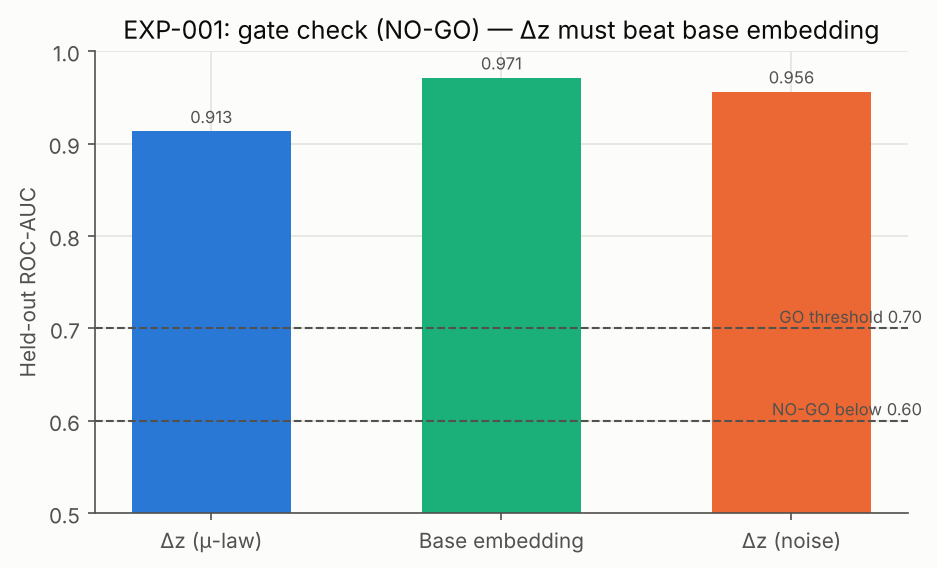 EXP-001: gate check (NO-GO) — Δz must beat base embedding
Held-out ROC-AUC
1.0
0.9
0.8
0.7
0.6
0.5
0.913
0.971
0.956
GO threshold 0.70
NO-GO below 0.60
Δz (μ-law)
Base embedding
Δz (noise)